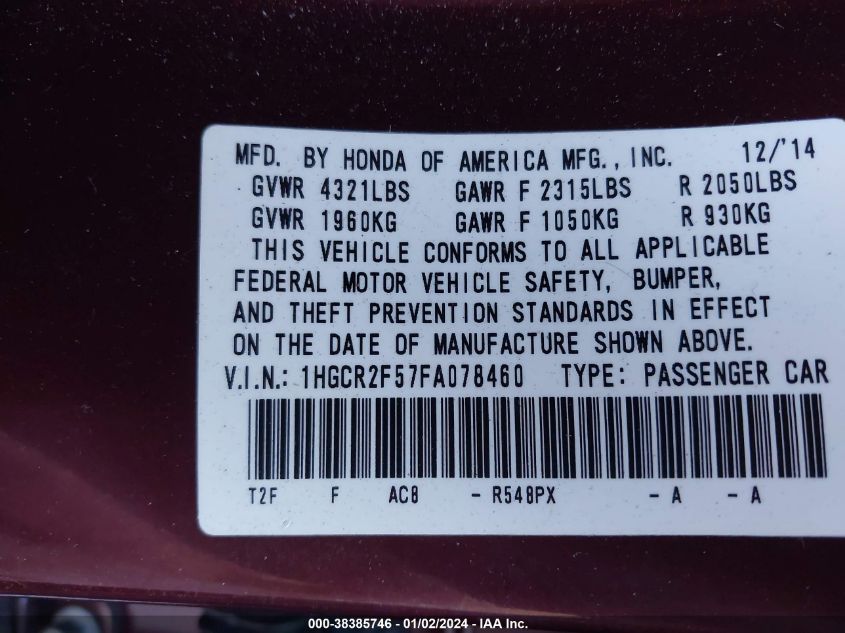 MFD. BY HONDA OF AMERICA MFG., INC. 12/'14
GVWR 4321LBS GAWR F 2315LBS R 2050LBS
GVWR 1960KG GAWR F 1050KG R 930KG
THIS VEHICLE CONFORMS TO ALL APPLICABLE
FEDERAL MOTOR VEHICLE SAFETY, BUMPER,
AND THEFT PREVENTION STANDARDS IN EFFECT
ON THE DATE OF MANUFACTURE SHOWN ABOVE.
V.I.N.: 1HGCR2F57FA078460 TYPE: PASSENGER CAR
T2F F AC8 - R548PX - A - A
000-38385746 - 01/02/2024 - IAA Inc.